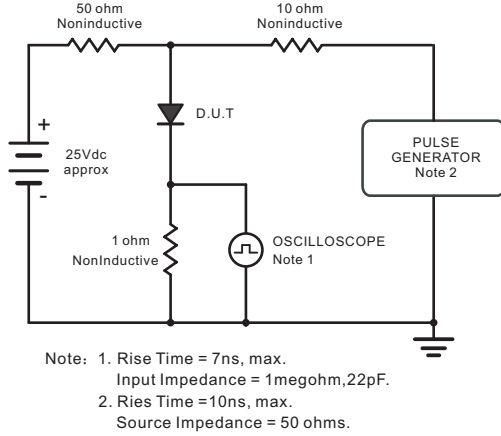 50 ohm
Noninductive
10 ohm
Noninductive
D.U.T
+
25Vdc
approx
-
PULSE
GENERATOR
Note 2
1 ohm
NonInductive
OSCILLOSCOPE
Note 1
Note: 1. Rise Time = 7ns, max.
Input Impedance = 1megohm,22pF.
2. Ries Time =10ns, max.
Source Impedance = 50 ohms.